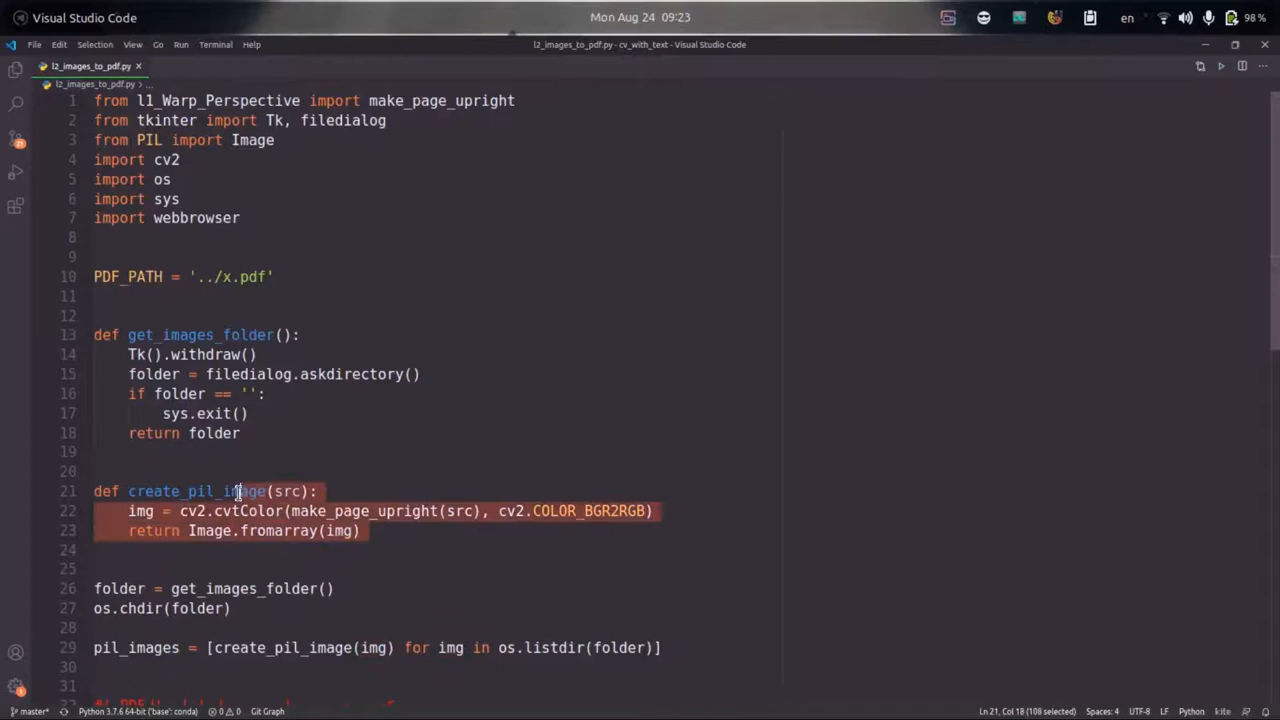 Visual Studio Code
Mon Aug 24 09:23
en
98 %
File Edit Selection View Go Run Terminal Help
l2_images_to_pdf.py - cv_with_text - Visual Studio Code
l2_images_to_pdf.py
l2_images_to_pdf.py > ...
1 from l1_Warp_Perspective import make_page_upright
2 from tkinter import Tk, filedialog
3 from PIL import Image
4 import cv2
5 import os
6 import sys
7 import webbrowser
8
9
10 PDF_PATH = '../x.pdf'
11
12
13 def get_images_folder():
14 Tk().withdraw()
15 folder = filedialog.askdirectory()
16 if folder == '':
17 sys.exit()
18 return folder
19
20
21 def create_pil_image(src):
22 img = cv2.cvtColor(make_page_upright(src), cv2.COLOR_BGR2RGB)
23 return Image.fromarray(img)
24
25
26 folder = get_images_folder()
27 os.chdir(folder)
28
29 pil_images = [create_pil_image(img) for img in os.listdir(folder)]
30
31
21
1
master* Python 3.7.6 64-bit ('base': conda) 0 0 Git Graph
Ln 21, Col 18 (108 selected) Spaces: 4 UTF-8 LF Python kite